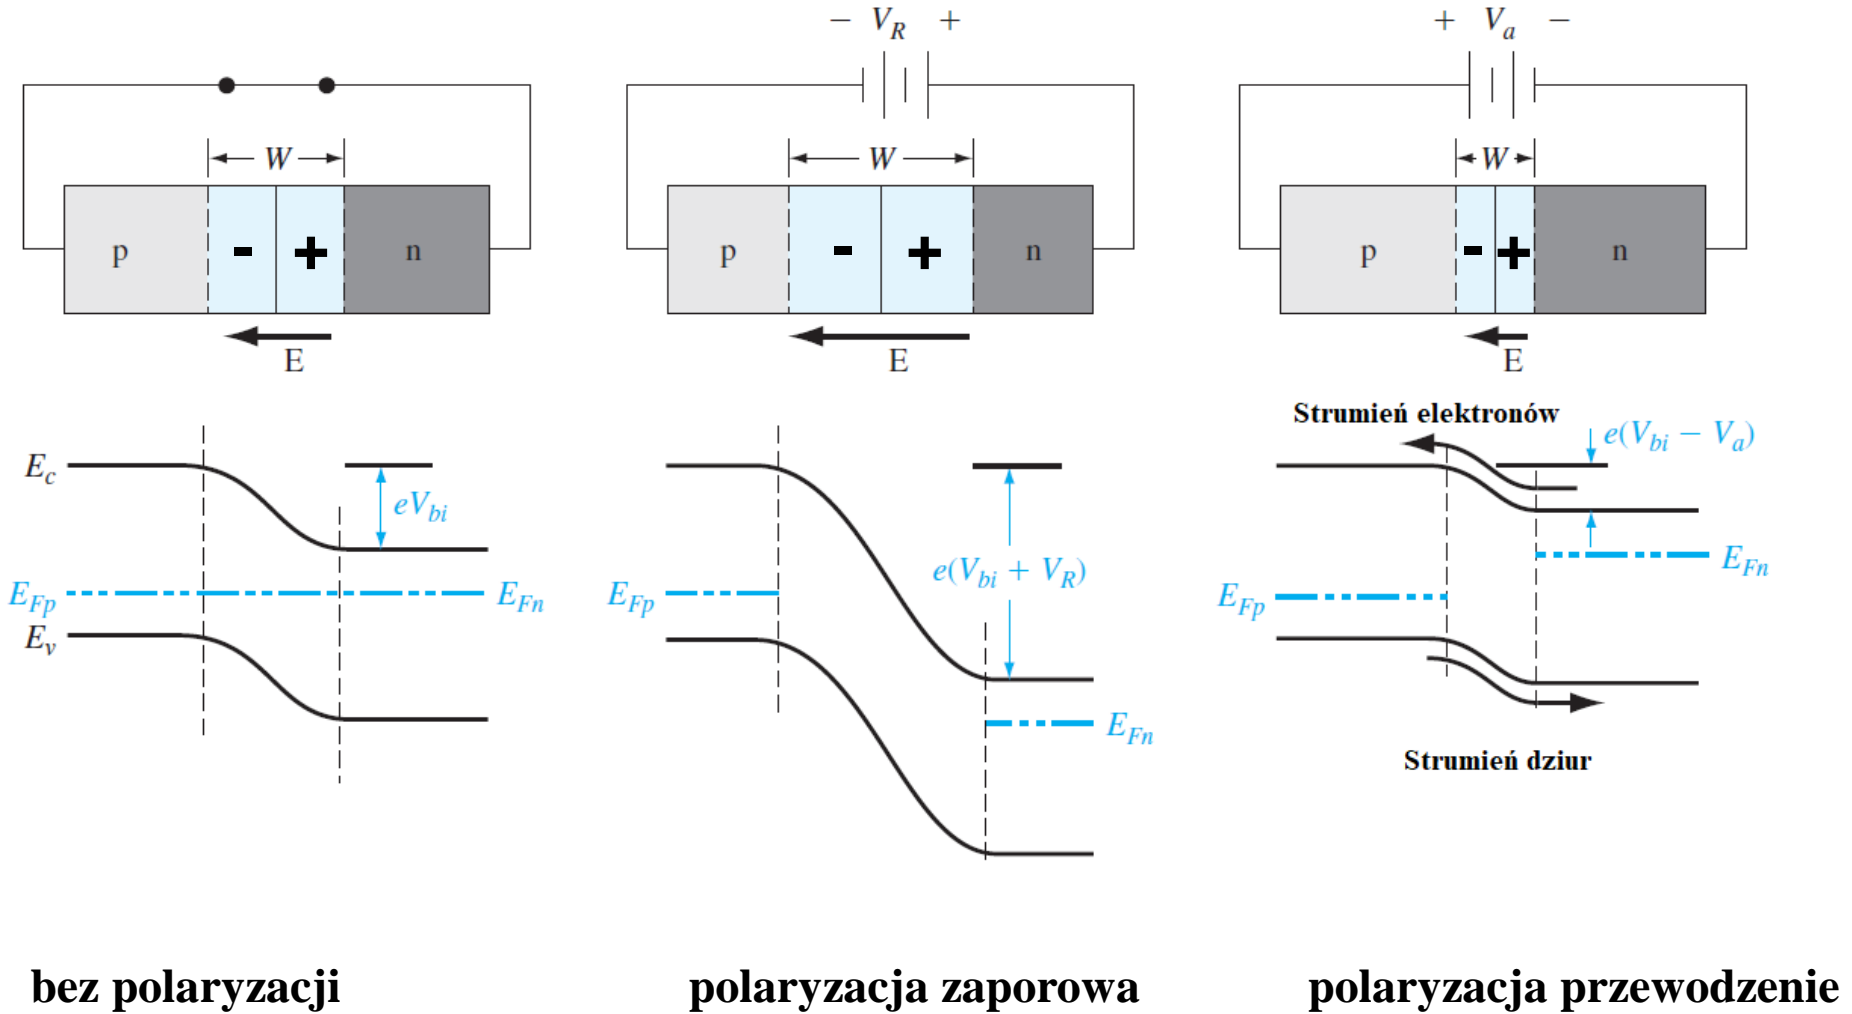 − V_R +
+ V_a −
W
W
W
p - + n
p - + n
p - + n
E
E
E
Strumień elektronów
e(V_bi − V_a)
E_c
eV_bi
e(V_bi + V_R)
E_Fn
E_Fp
E_Fn
E_Fp
E_Fp
E_v
E_Fn
Strumień dziur
bez polaryzacji
polaryzacja zaporowa
polaryzacja przewodzenie